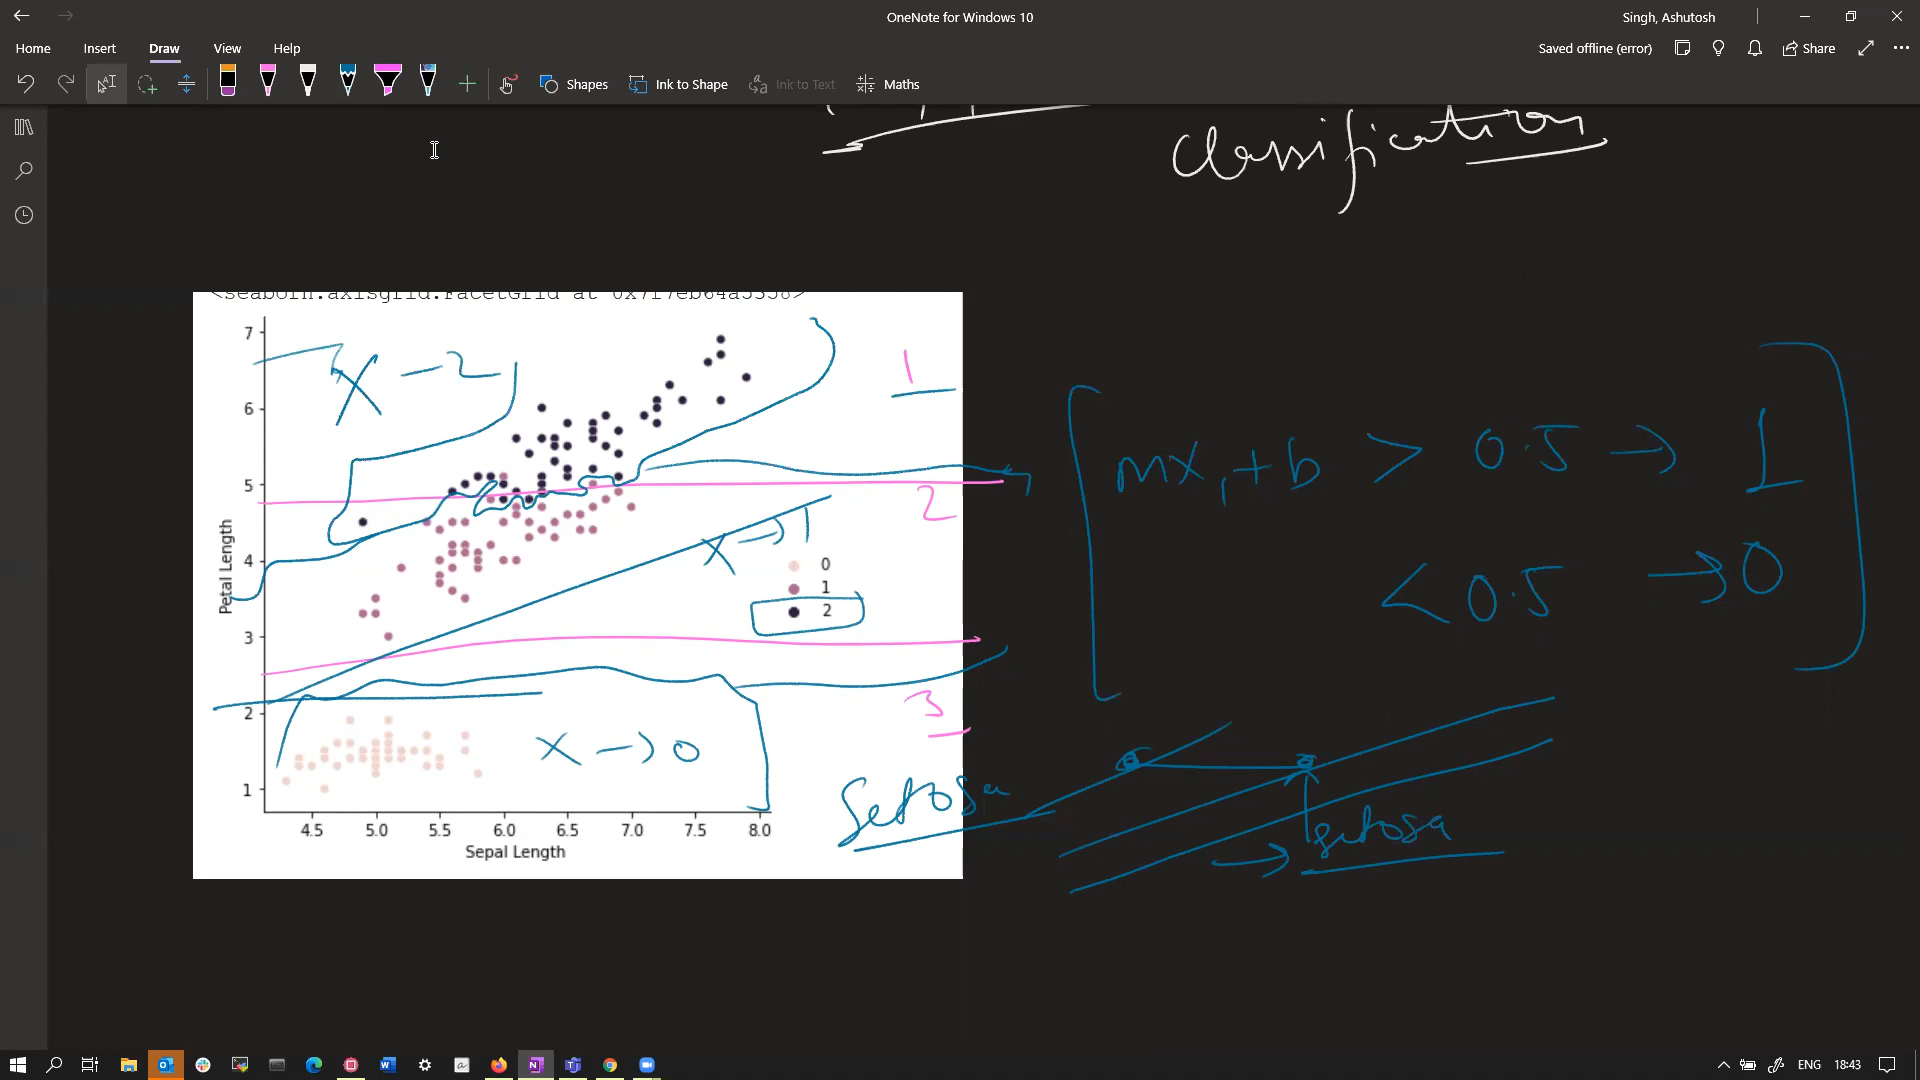 OneNote for Windows 10
Singh, Ashutosh
Home Insert Draw View Help
Saved offline (error)
Share
Shapes
Ink to Shape
Ink to Text
Maths
classification
7
6
5
4
3
2
1
Petal Length
4.5 5.0 5.5 6.0 6.5 7.0 7.5 8.0
Sepal Length
0
1
2
X - 2
X → 1
X → 0
1
2
3
Setosa
mx₁ + b > 0.5 → 1
< 0.5 → 0
→ setosa
ENG 18:43